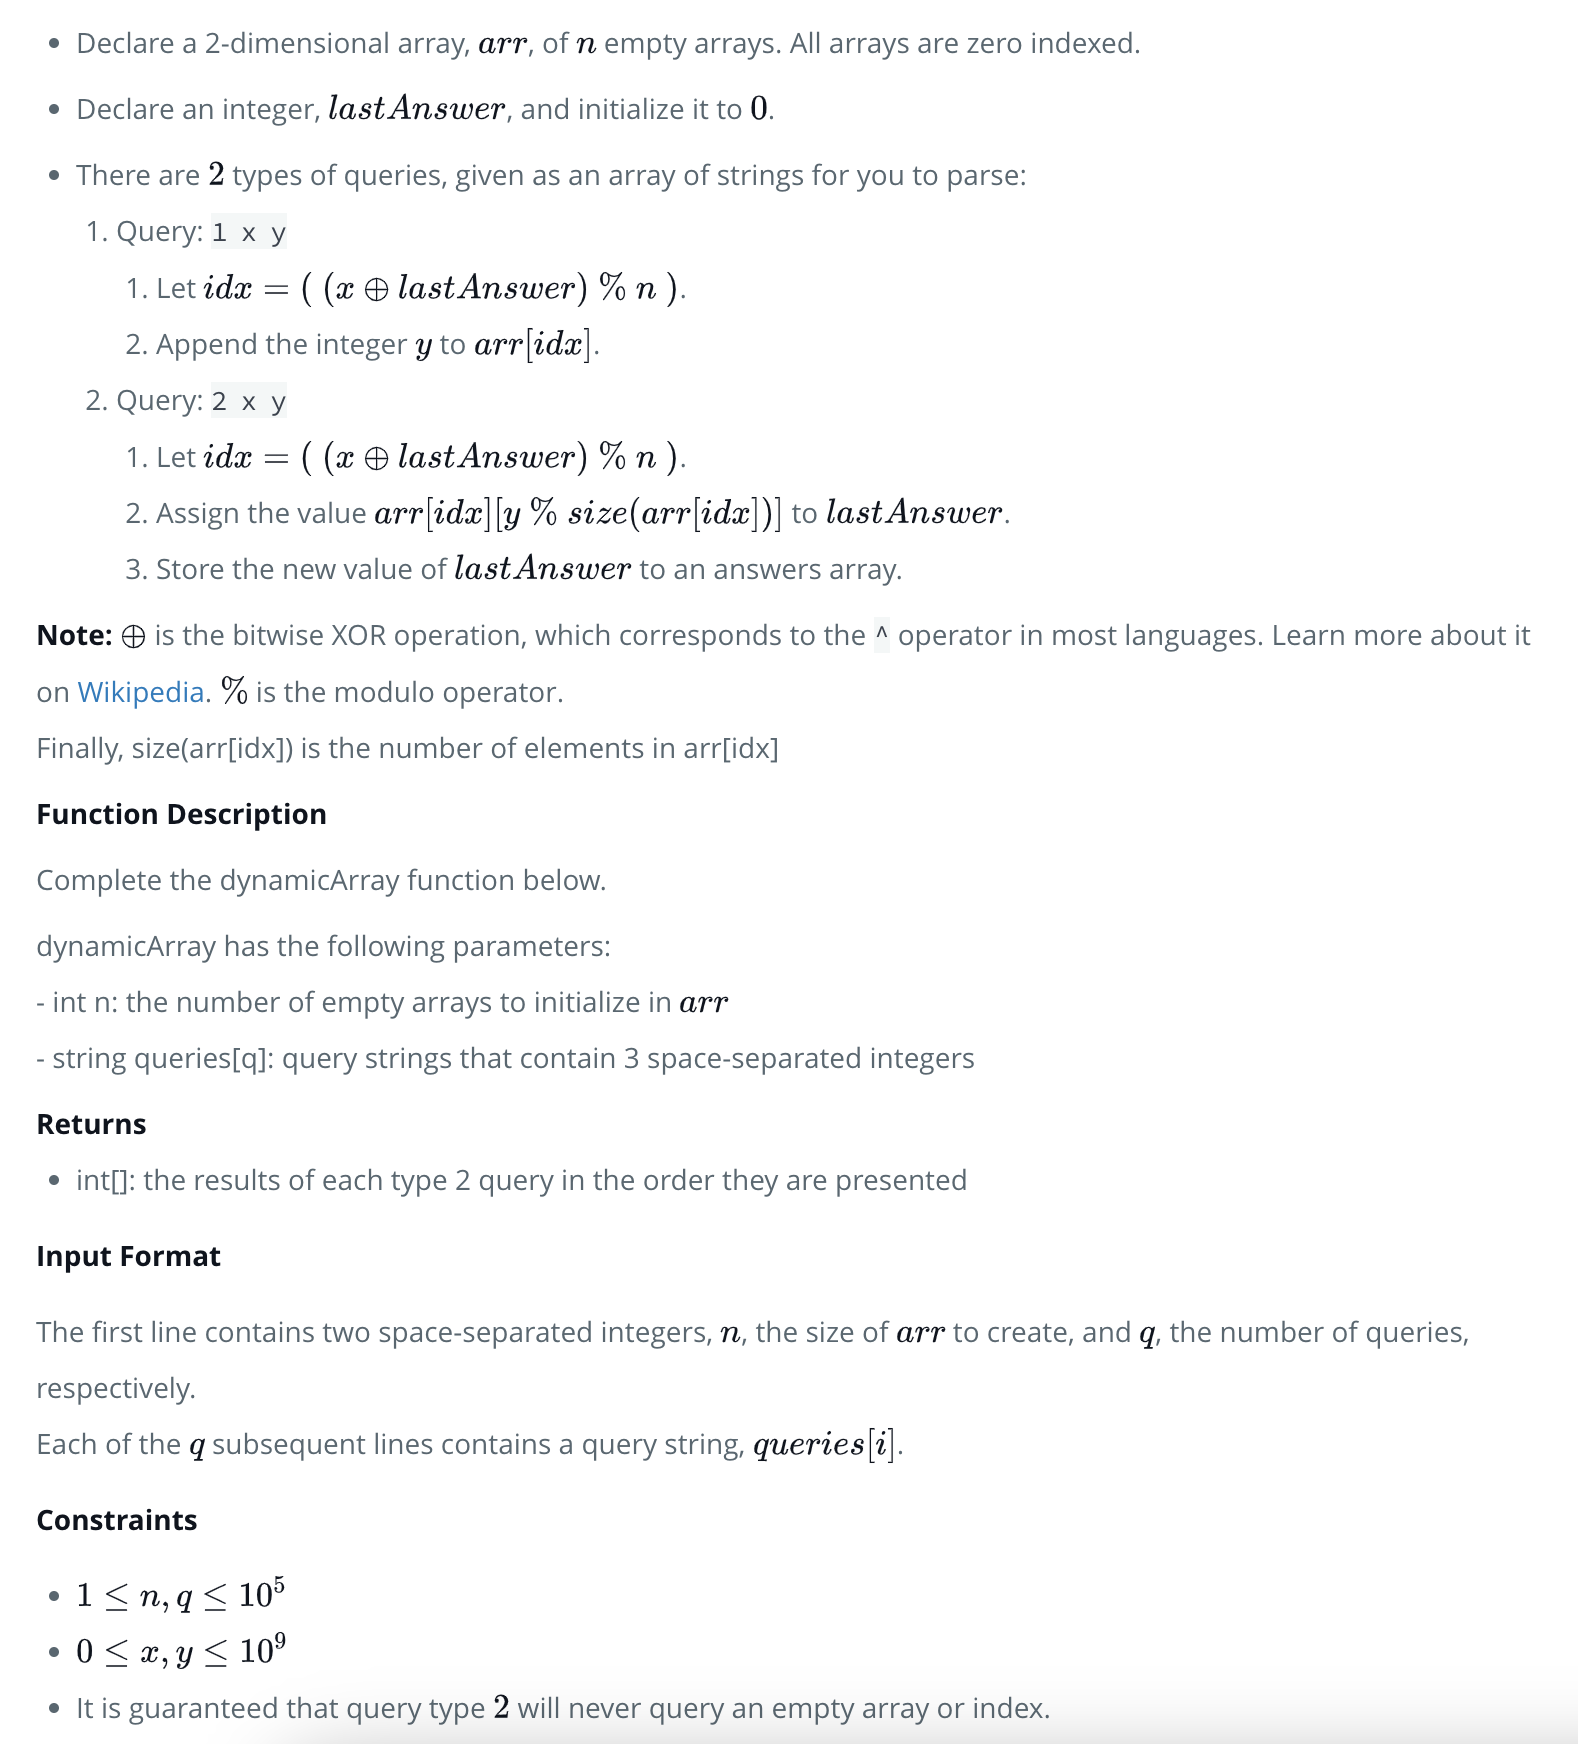 Declare a 2-dimensional array, arr, of n empty arrays. All arrays are zero indexed.
Declare an integer, lastAnswer, and initialize it to 0.
There are 2 types of queries, given as an array of strings for you to parse:
1. Query: 1 x y
1. Let idx = ( (x ⊕ lastAnswer) % n ).
2. Append the integer y to arr[idx].
2. Query: 2 x y
1. Let idx = ( (x ⊕ lastAnswer) % n ).
2. Assign the value arr[idx][y % size(arr[idx])] to lastAnswer.
3. Store the new value of lastAnswer to an answers array.
Note: ⊕ is the bitwise XOR operation, which corresponds to the ^ operator in most languages. Learn more about it
on Wikipedia. % is the modulo operator.
Finally, size(arr[idx]) is the number of elements in arr[idx]
Function Description
Complete the dynamicArray function below.
dynamicArray has the following parameters:
- int n: the number of empty arrays to initialize in arr
- string queries[q]: query strings that contain 3 space-separated integers
Returns
int[]: the results of each type 2 query in the order they are presented
Input Format
The first line contains two space-separated integers, n, the size of arr to create, and q, the number of queries,
respectively.
Each of the q subsequent lines contains a query string, queries[i].
Constraints
1 ≤ n, q ≤ 10⁵
0 ≤ x, y ≤ 10⁹
It is guaranteed that query type 2 will never query an empty array or index.